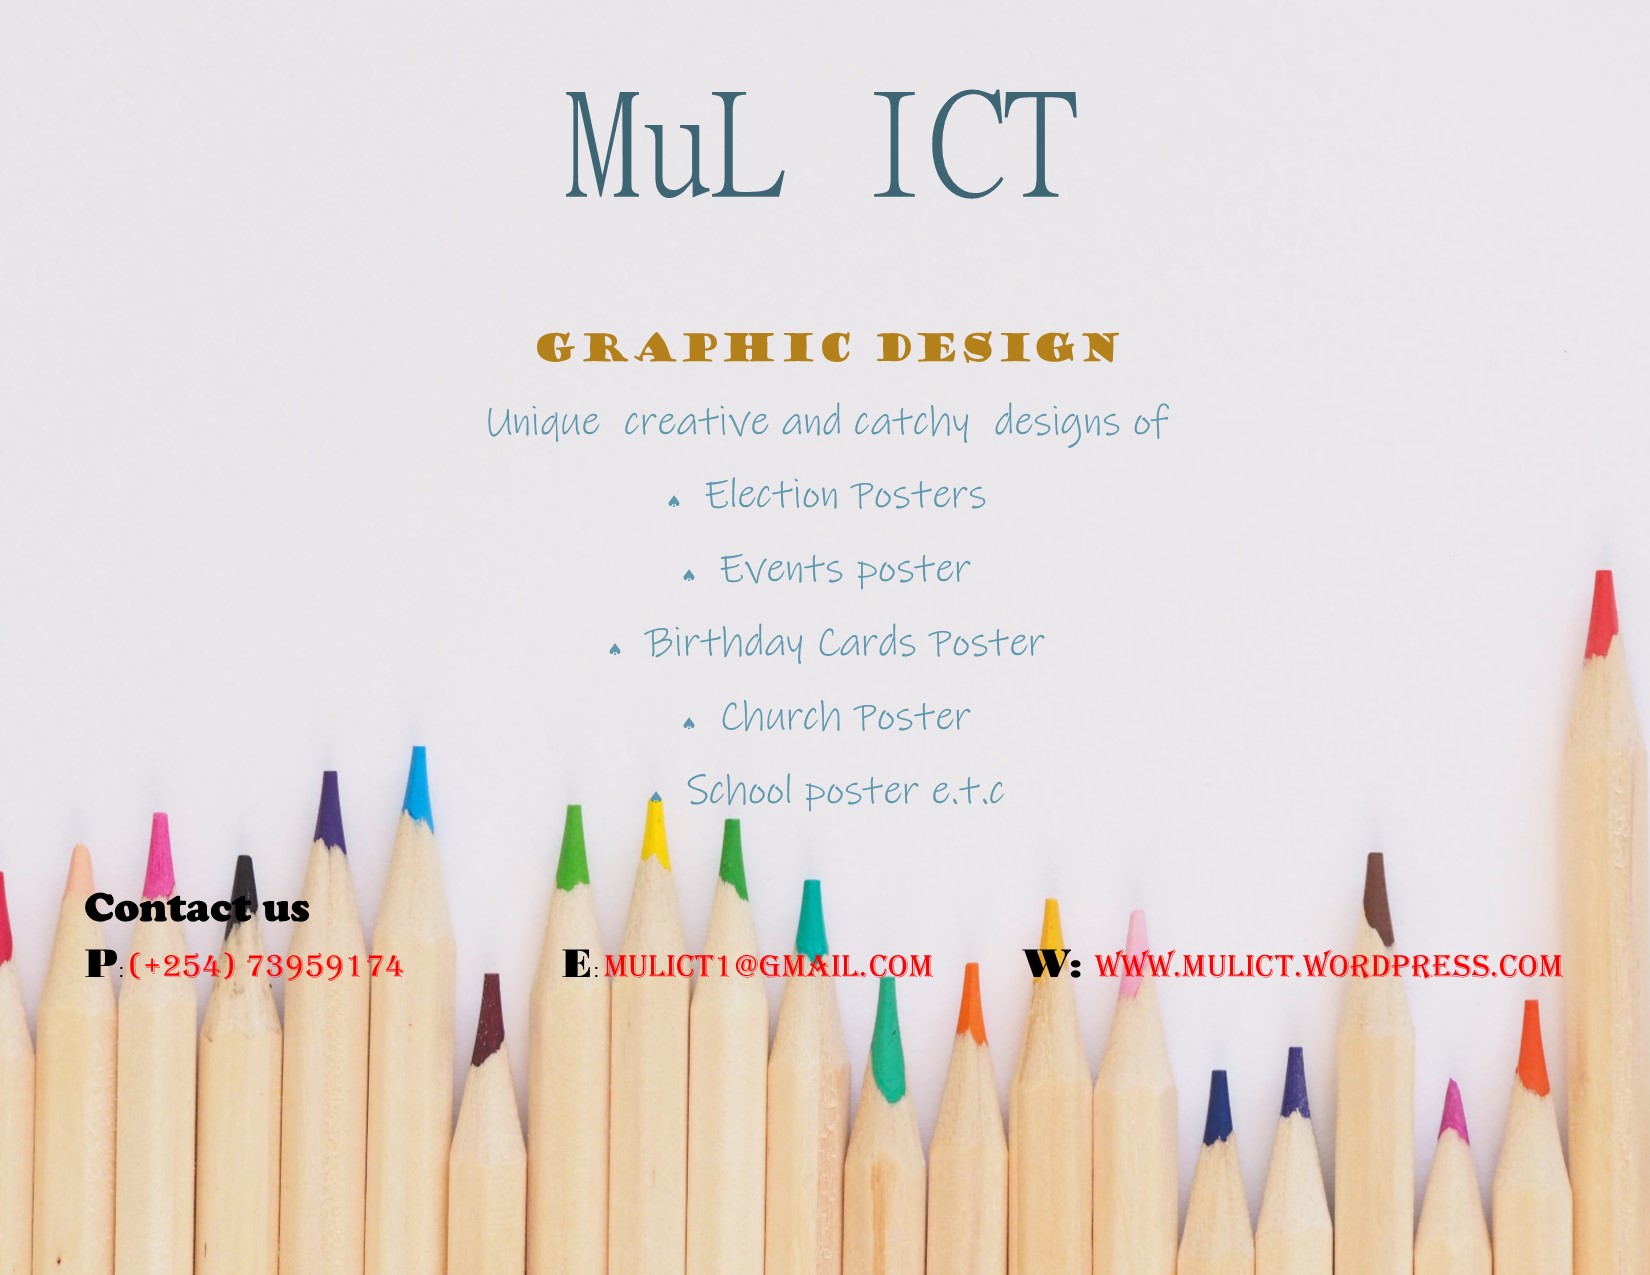 MuL ICT
GRAPHIC DESIGN
Unique creative and catchy designs of
♠ Election Posters
♠ Events poster
♠ Birthday Cards Poster
♠ Church Poster
♠ School poster e.t.c
Contact us
P:(+254) 73959174 E:MULICT1@GMAIL.COM W: WWW.MULICT.WORDPRESS.COM